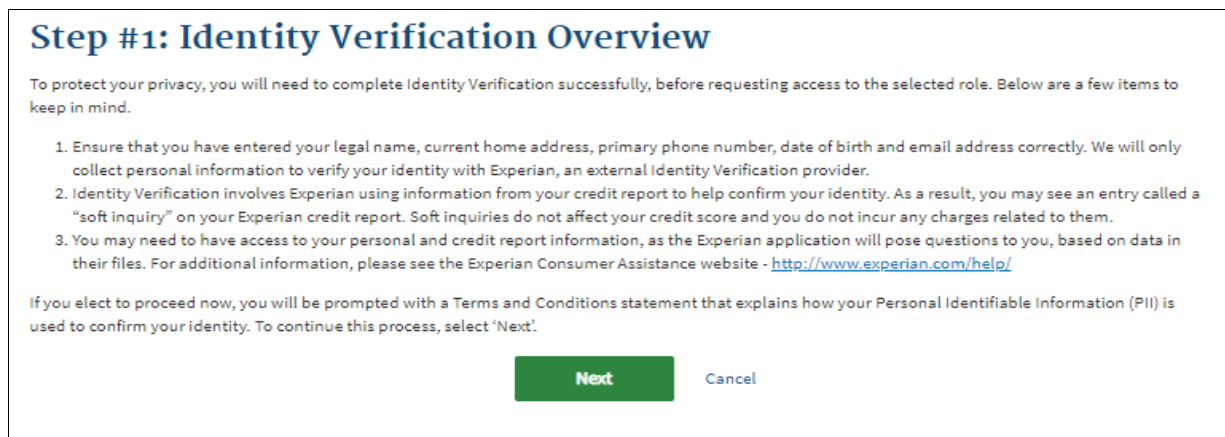 Step #1: Identity Verification Overview
To protect your privacy, you will need to complete Identity Verification successfully, before requesting access to the selected role. Below are a few items to
keep in mind.
1. Ensure that you have entered your legal name, current home address, primary phone number, date of birth and email address correctly. We will only
collect personal information to verify your identity with Experian, an external Identity Verification provider.
2. Identity Verification involves Experian using information from your credit report to help confirm your identity. As a result, you may see an entry called a
“soft inquiry” on your Experian credit report. Soft inquiries do not affect your credit score and you do not incur any charges related to them.
3. You may need to have access to your personal and credit report information, as the Experian application will pose questions to you, based on data in
their files. For additional information, please see the Experian Consumer Assistance website - http://www.experian.com/help/
If you elect to proceed now, you will be prompted with a Terms and Conditions statement that explains how your Personal Identifiable Information (PII) is
used to confirm your identity. To continue this process, select ‘Next’.
Next Cancel